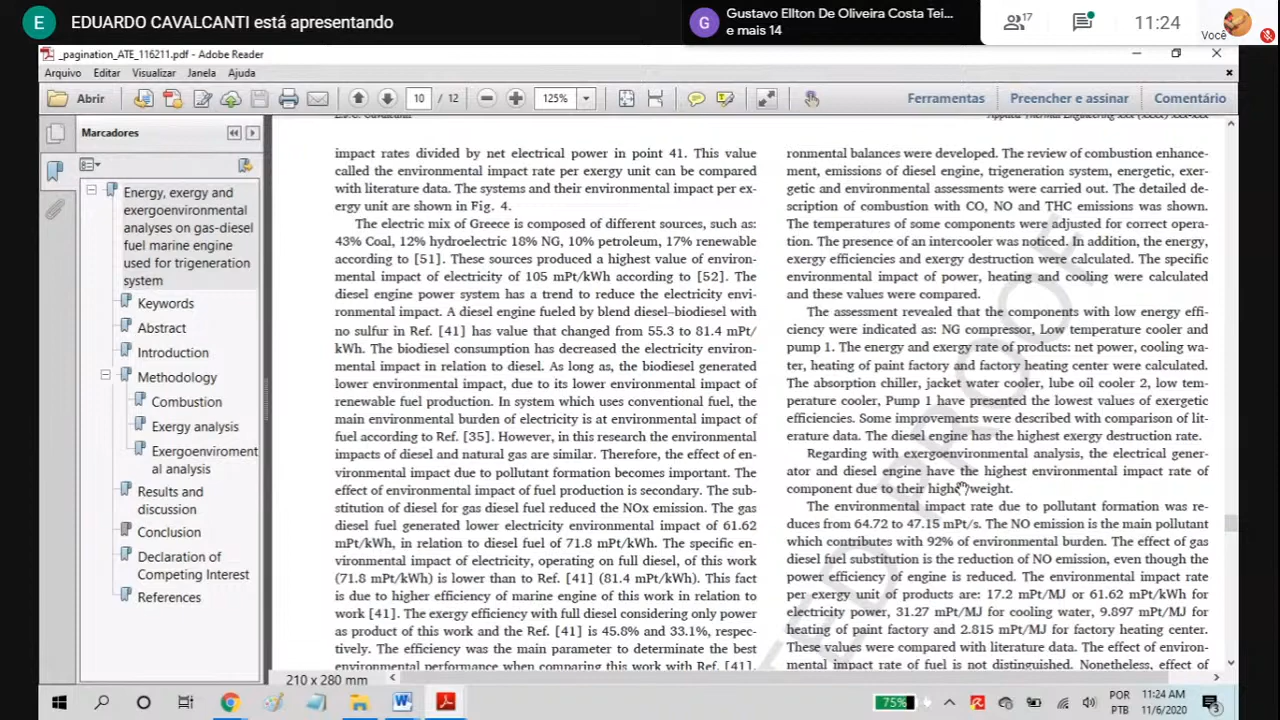 E EDUARDO CAVALCANTI está apresentando
G Gustavo Ellton De Oliveira Costa Tei...
e mais 14
17
11:24
Você
_pagination_ATE_116211.pdf - Adobe Reader
Arquivo Editar Visualizar Janela Ajuda
Abrir 10 / 12 125% Ferramentas Preencher e assinar Comentário
Marcadores
Energy, exergy and
exergoenvironmental
analyses on gas-diesel
fuel marine engine
used for trigeneration
system
Keywords
Abstract
Introduction
Methodology
Combustion
Exergy analysis
Exergoenviroment
al analysis
Results and
discussion
Conclusion
Declaration of
Competing Interest
References
E.J.C. Cavalcanti
Applied Thermal Engineering xxx (xxxx) xxx-xxx
impact rates divided by net electrical power in point 41. This value
called the environmental impact rate per exergy unit can be compared
with literature data. The systems and their environmental impact per ex-
ergy unit are shown in Fig. 4.
The electric mix of Greece is composed of different sources, such as:
43% Coal, 12% hydroelectric 18% NG, 10% petroleum, 17% renewable
according to [51]. These sources produced a highest value of environ-
mental impact of electricity of 105 mPt/kWh according to [52]. The
diesel engine power system has a trend to reduce the electricity envi-
ronmental impact. A diesel engine fueled by blend diesel–biodiesel with
no sulfur in Ref. [41] has value that changed from 55.3 to 81.4 mPt/
kWh. The biodiesel consumption has decreased the electricity environ-
mental impact in relation to diesel. As long as, the biodiesel generated
lower environmental impact, due to its lower environmental impact of
renewable fuel production. In system which uses conventional fuel, the
main environmental burden of electricity is at environmental impact of
fuel according to Ref. [35]. However, in this research the environmental
impacts of diesel and natural gas are similar. Therefore, the effect of en-
vironmental impact due to pollutant formation becomes important. The
effect of environmental impact of fuel production is secondary. The sub-
stitution of diesel for gas diesel fuel reduced the NOx emission. The gas
diesel fuel generated lower electricity environmental impact of 61.62
mPt/kWh, in relation to diesel fuel of 71.8 mPt/kWh. The specific en-
vironmental impact of electricity, operating on full diesel, of this work
(71.8 mPt/kWh) is lower than to Ref. [41] (81.4 mPt/kWh). This fact
is due to higher efficiency of marine engine of this work in relation to
work [41]. The exergy efficiency with full diesel considering only power
as product of this work and the Ref. [41] is 45.8% and 33.1%, respec-
tively. The efficiency was the main parameter to determinate the best
environmental performance when comparing this work with Ref. [41].
ronmental balances were developed. The review of combustion enhance-
ment, emissions of diesel engine, trigeneration system, energetic, exer-
getic and environmental assessments were carried out. The detailed de-
scription of combustion with CO, NO and THC emissions was shown.
The temperatures of some components were adjusted for correct opera-
tion. The presence of an intercooler was noticed. In addition, the energy,
exergy efficiencies and exergy destruction were calculated. The specific
environmental impact of power, heating and cooling were calculated
and these values were compared.
The assessment revealed that the components with low energy effi-
ciency were indicated as: NG compressor, Low temperature cooler and
pump 1. The energy and exergy rate of products: net power, cooling wa-
ter, heating of paint factory and factory heating center were calculated.
The absorption chiller, jacket water cooler, lube oil cooler 2, low tem-
perature cooler, Pump 1 have presented the lowest values of exergetic
efficiencies. Some improvements were described with comparison of lit-
erature data. The diesel engine has the highest exergy destruction rate.
Regarding with exergoenvironmental analysis, the electrical gener-
ator and diesel engine have the highest environmental impact rate of
component due to their higher weight.
The environmental impact rate due to pollutant formation was re-
duces from 64.72 to 47.15 mPt/s. The NO emission is the main pollutant
which contributes with 92% of environmental burden. The effect of gas
diesel fuel substitution is the reduction of NO emission, even though the
power efficiency of engine is reduced. The environmental impact rate
per exergy unit of products are: 17.2 mPt/MJ or 61.62 mPt/kWh for
electricity power, 31.27 mPt/MJ for cooling water, 9.897 mPt/MJ for
heating of paint factory and 2.815 mPt/MJ for factory heating center.
These values were compared with literature data. The effect of environ-
mental impact rate of fuel is not distinguished. Nonetheless, effect of
TED PROOF
210 x 280 mm
75%
POR
PTB
11:24 AM
11/6/2020
3